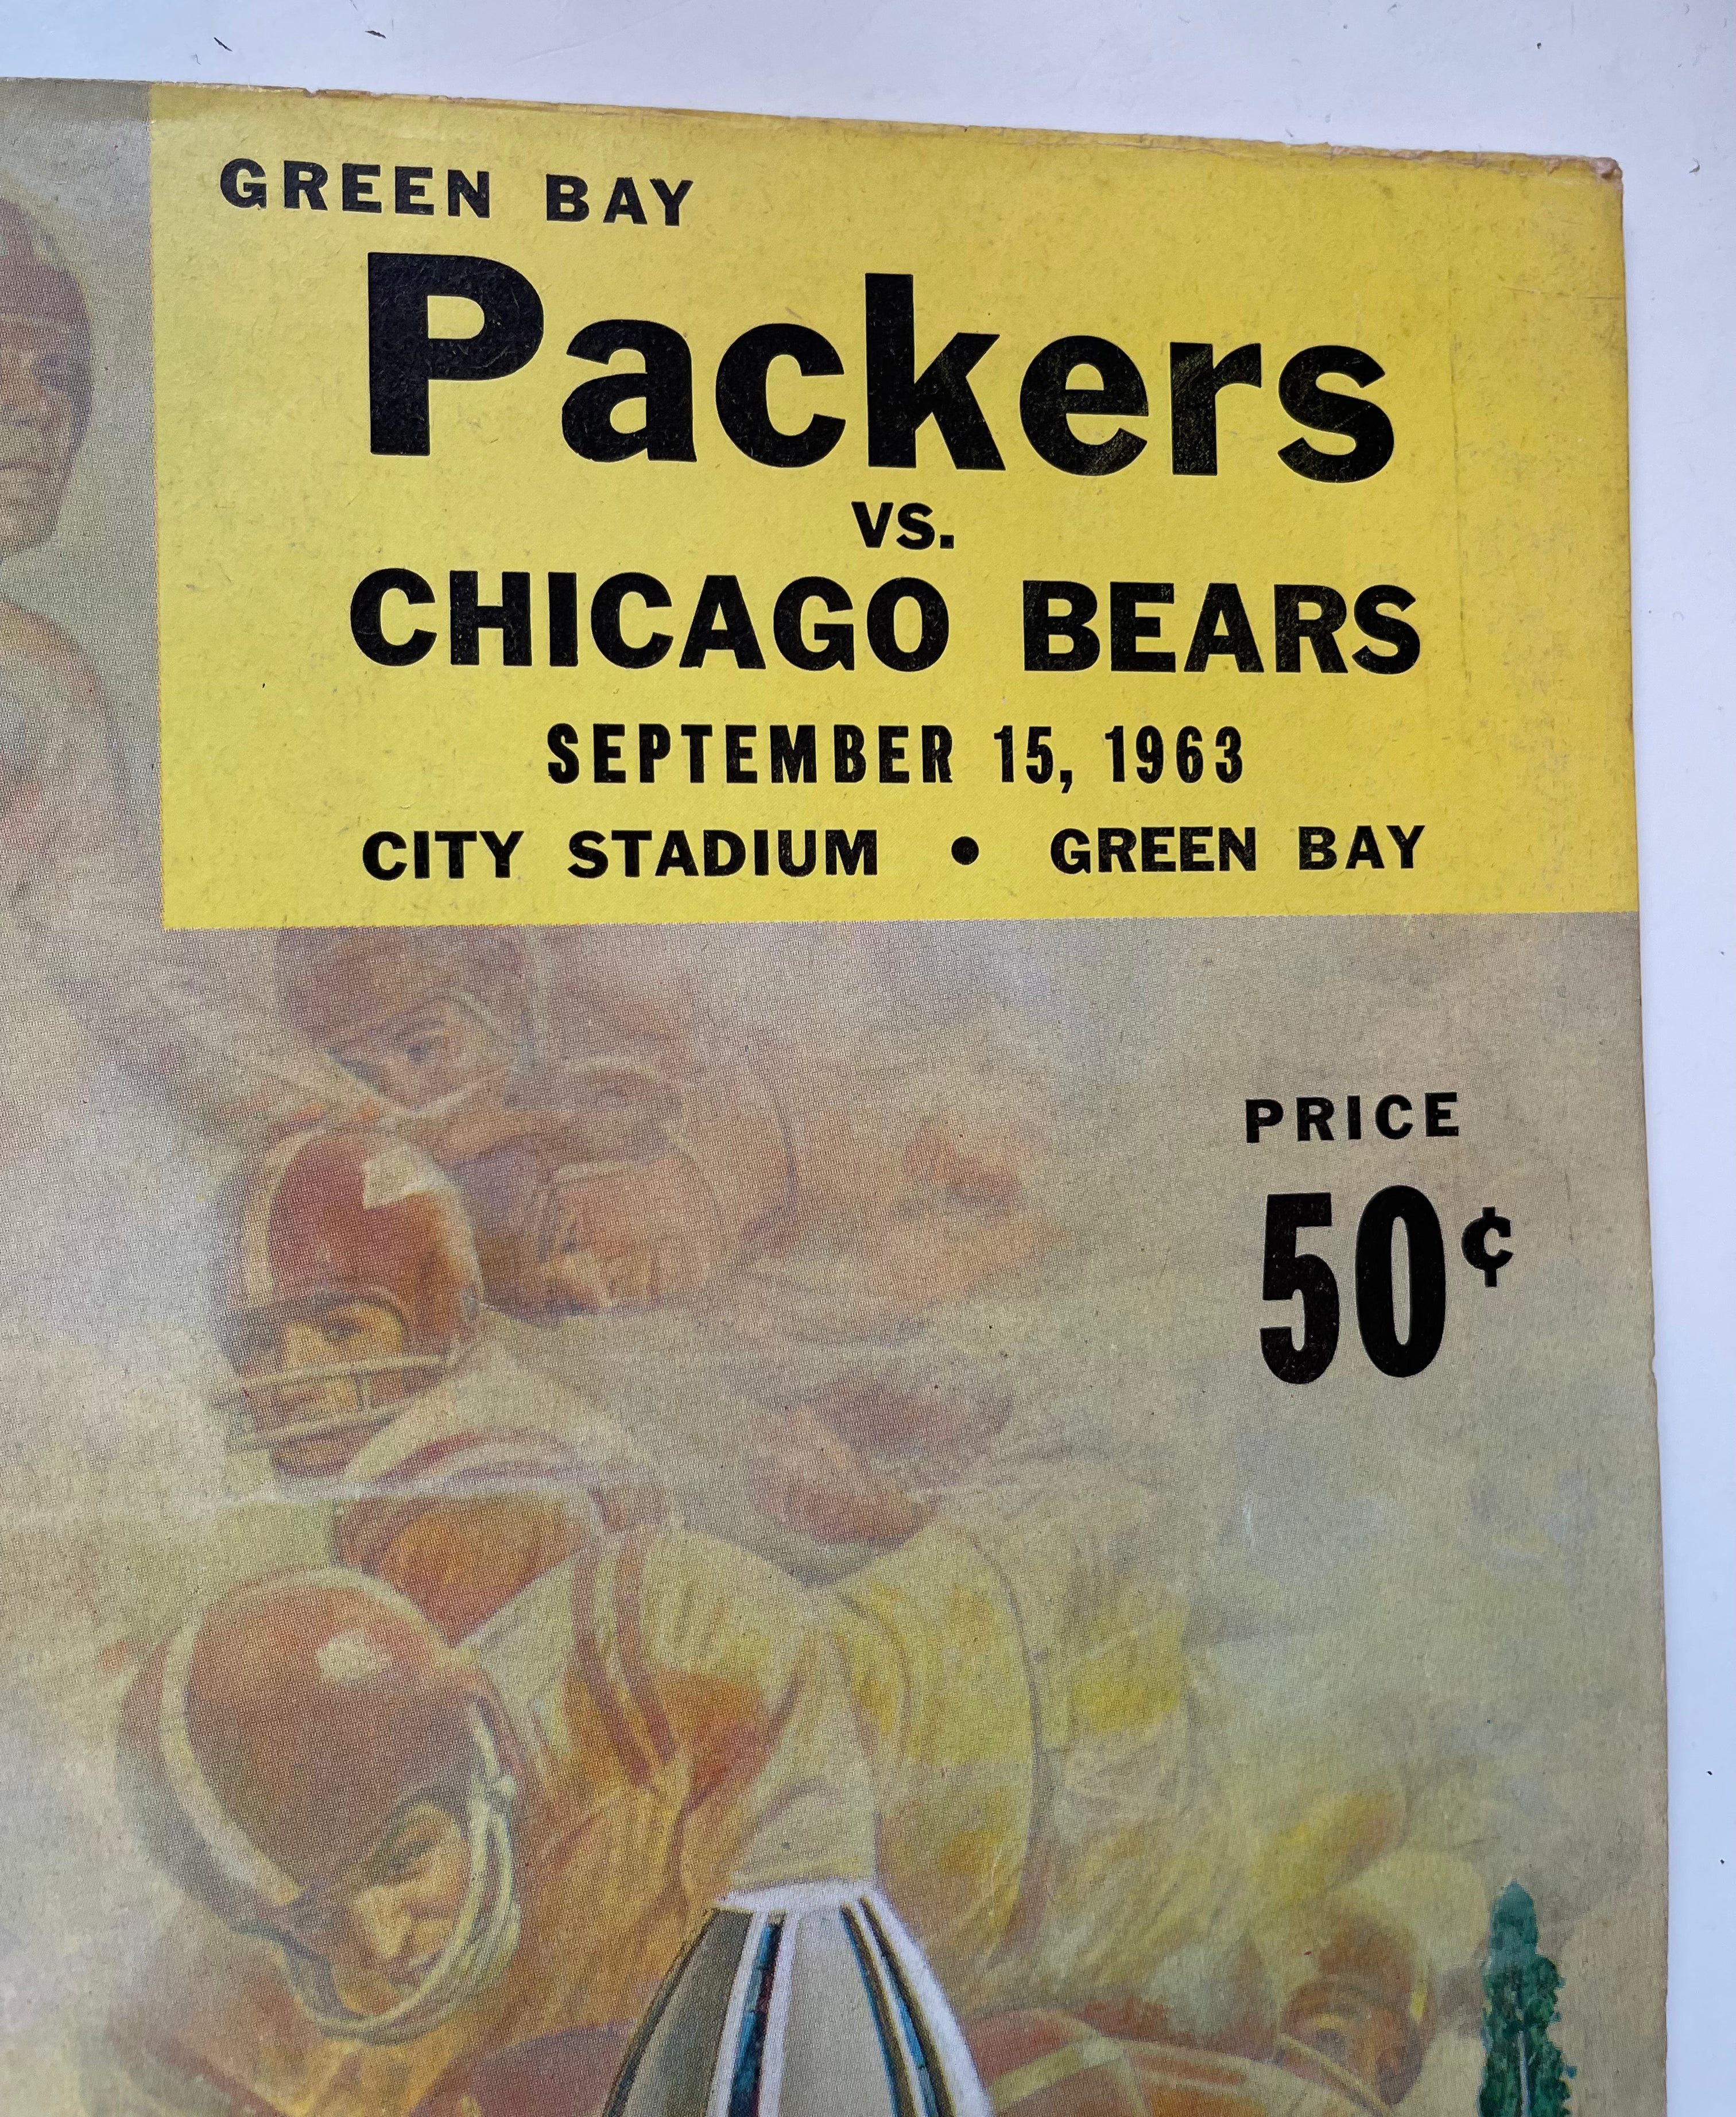 GREEN BAY
Packers
VS.
CHICAGO BEARS
SEPTEMBER 15, 1963
CITY STADIUM • GREEN BAY
PRICE
50¢